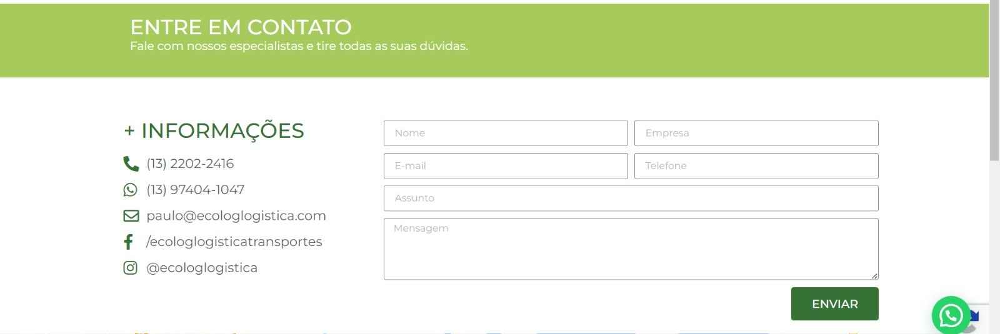 ENTRE EM CONTATO
Fale com nossos especialistas e tire todas as suas dúvidas.
+ INFORMAÇÕES
(13) 2202-2416
(13) 97404-1047
paulo@ecologlogistica.com
/ecologlogisticatransportes
@ecologlogistica
Nome
Empresa
E-mail
Telefone
Assunto
Mensagem
ENVIAR